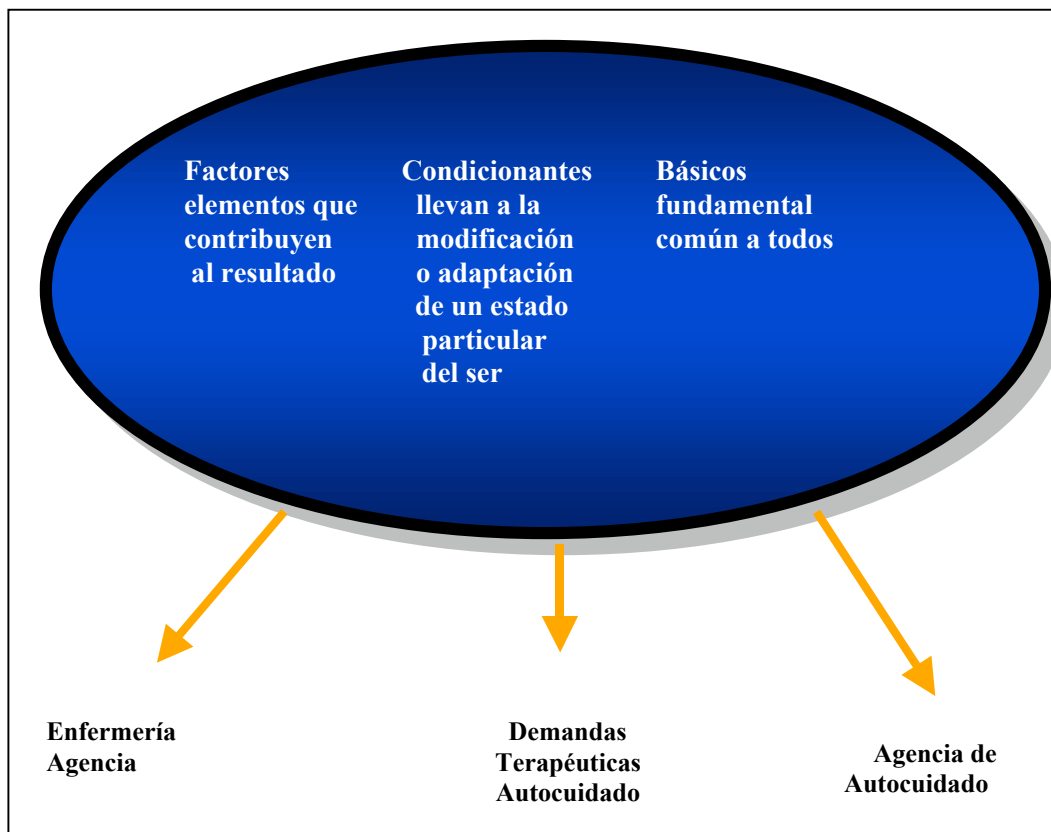 Factores
elementos que
contribuyen
al resultado
Condicionantes
llevan a la
modificación
o adaptación
de un estado
particular
del ser
Básicos
fundamental
común a todos
Enfermería
Agencia
Demandas
Terapéuticas
Autocuidado
Agencia de
Autocuidado